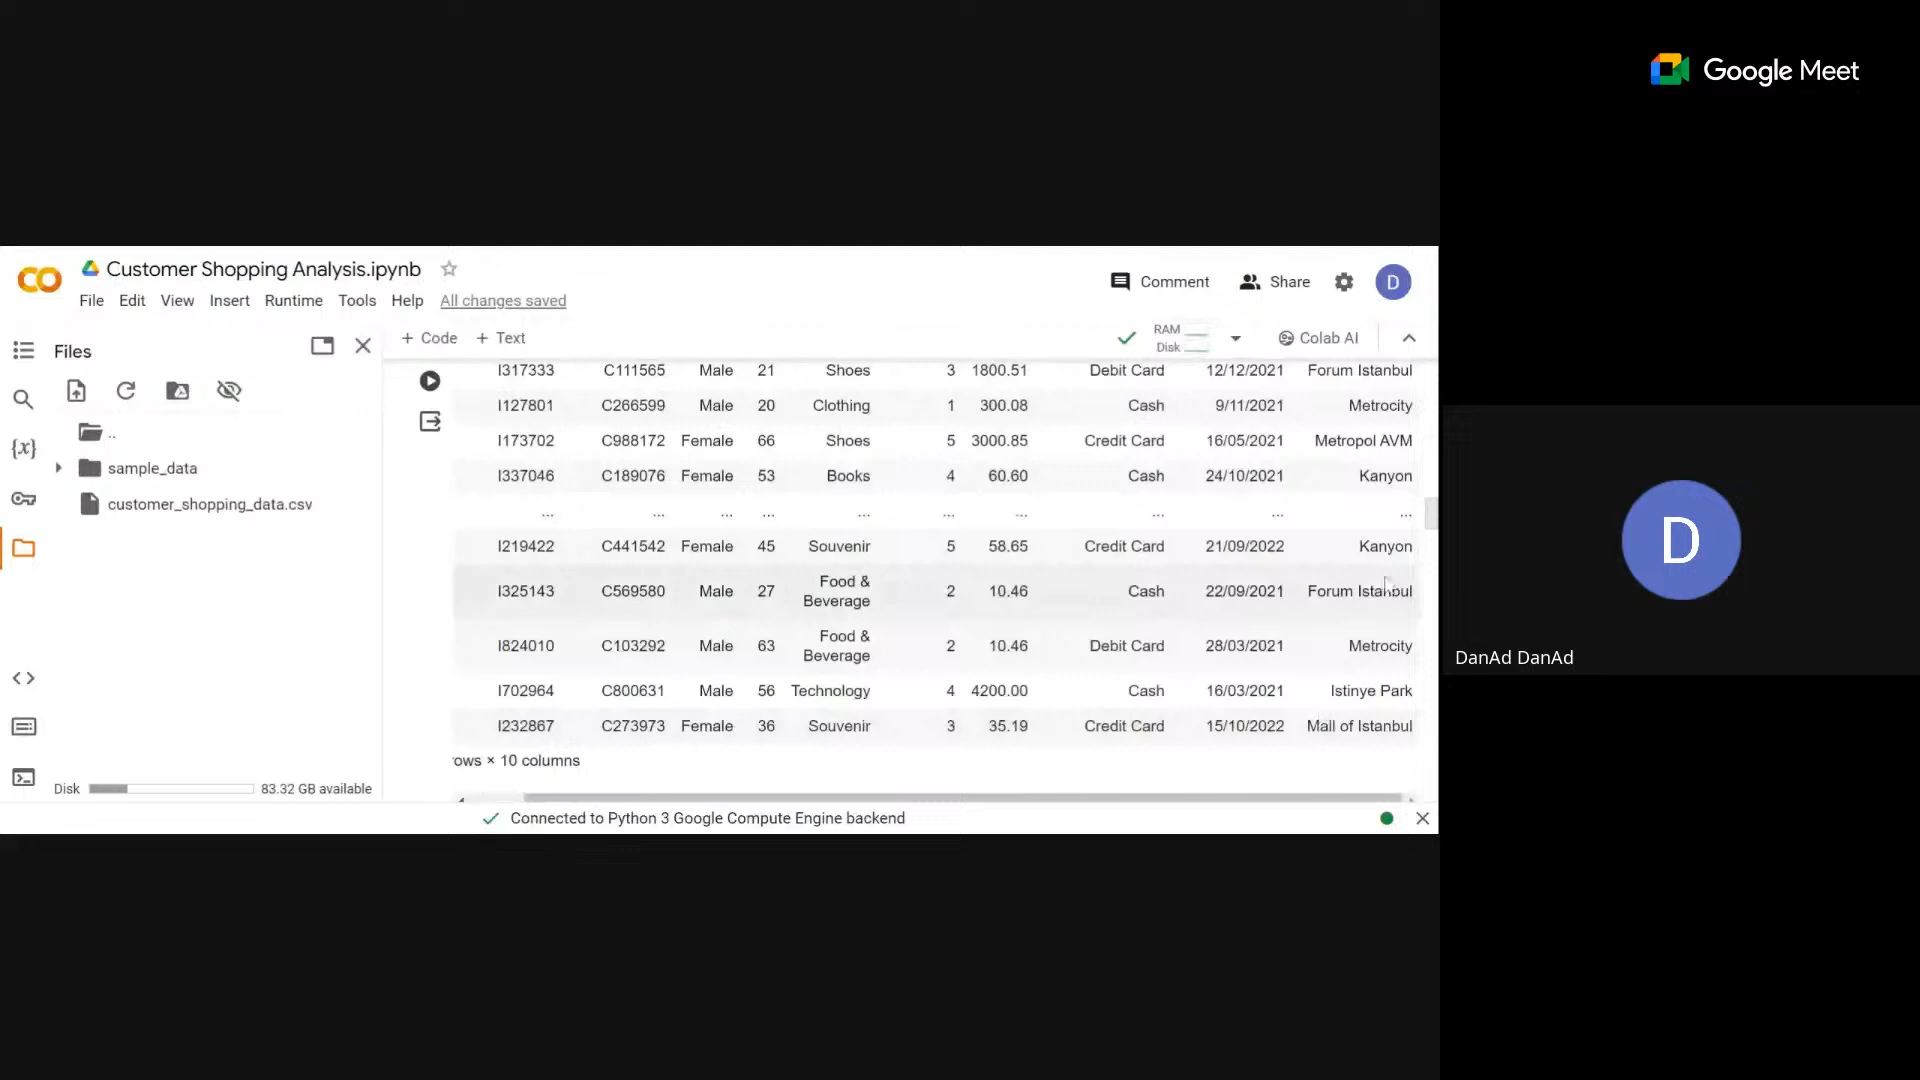 Google Meet
Customer Shopping Analysis.ipynb
Comment
Share
D
File Edit View Insert Runtime Tools Help All changes saved
Files
+ Code + Text
RAM
Disk
Colab AI
{x}
..
sample_data
customer_shopping_data.csv
I317333 C111565 Male 21 Shoes 3 1800.51 Debit Card 12/12/2021 Forum Istanbul
I127801 C266599 Male 20 Clothing 1 300.08 Cash 9/11/2021 Metrocity
I173702 C988172 Female 66 Shoes 5 3000.85 Credit Card 16/05/2021 Metropol AVM
I337046 C189076 Female 53 Books 4 60.60 Cash 24/10/2021 Kanyon
... ... ... ... ... ... ... ... ... ...
I219422 C441542 Female 45 Souvenir 5 58.65 Credit Card 21/09/2022 Kanyon
I325143 C569580 Male 27 Food & Beverage 2 10.46 Cash 22/09/2021 Forum Istanbul
I824010 C103292 Male 63 Food & Beverage 2 10.46 Debit Card 28/03/2021 Metrocity
I702964 C800631 Male 56 Technology 4 4200.00 Cash 16/03/2021 Istinye Park
I232867 C273973 Female 36 Souvenir 3 35.19 Credit Card 15/10/2022 Mall of Istanbul
rows × 10 columns
Disk 83.32 GB available
Connected to Python 3 Google Compute Engine backend
D
DanAd DanAd